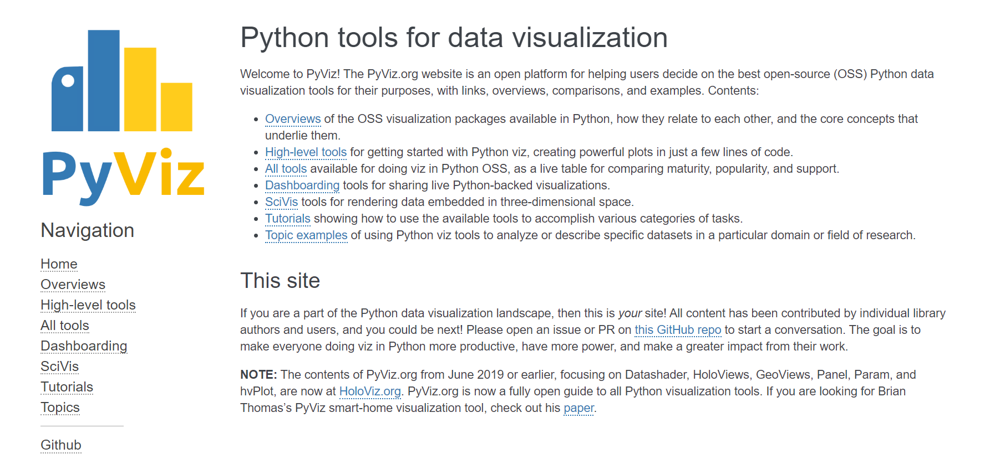 PyViz
Navigation
Home
Overviews
High-level tools
All tools
Dashboarding
SciVis
Tutorials
Topics
Github
Python tools for data visualization
Welcome to PyViz! The PyViz.org website is an open platform for helping users decide on the best open-source (OSS) Python data
visualization tools for their purposes, with links, overviews, comparisons, and examples. Contents:
• Overviews of the OSS visualization packages available in Python, how they relate to each other, and the core concepts that
underlie them.
• High-level tools for getting started with Python viz, creating powerful plots in just a few lines of code.
• All tools available for doing viz in Python OSS, as a live table for comparing maturity, popularity, and support.
• Dashboarding tools for sharing live Python-backed visualizations.
• SciVis tools for rendering data embedded in three-dimensional space.
• Tutorials showing how to use the available tools to accomplish various categories of tasks.
• Topic examples of using Python viz tools to analyze or describe specific datasets in a particular domain or field of research.
This site
If you are a part of the Python data visualization landscape, then this is your site! All content has been contributed by individual library
authors and users, and you could be next! Please open an issue or PR on this GitHub repo to start a conversation. The goal is to
make everyone doing viz in Python more productive, have more power, and make a greater impact from their work.
NOTE: The contents of PyViz.org from June 2019 or earlier, focusing on Datashader, HoloViews, GeoViews, Panel, Param, and
hvPlot, are now at HoloViz.org. PyViz.org is now a fully open guide to all Python visualization tools. If you are looking for Brian
Thomas’s PyViz smart-home visualization tool, check out his paper.